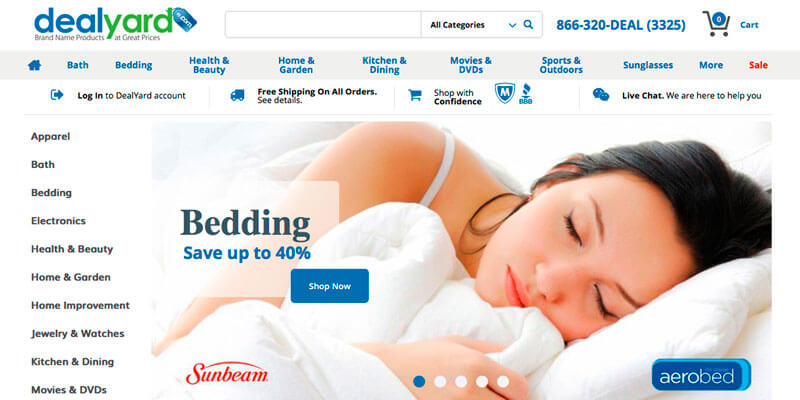 dealyard.com
Brand Name Products at Great Prices
All Categories
866-320-DEAL (3325)
0
Cart
Bath
Bedding
Health &
Beauty
Home &
Garden
Kitchen &
Dining
Movies &
DVDs
Sports &
Outdoors
Sunglasses
More
Sale
Log In to DealYard account
Free Shipping On All Orders.
See details.
Shop with
Confidence
M
BBB
Live Chat. We are here to help you
Apparel
Bath
Bedding
Electronics
Health & Beauty
Home & Garden
Home Improvement
Jewelry & Watches
Kitchen & Dining
Movies & DVDs
Bedding
Save up to 40%
Shop Now
Sunbeam
aerobed